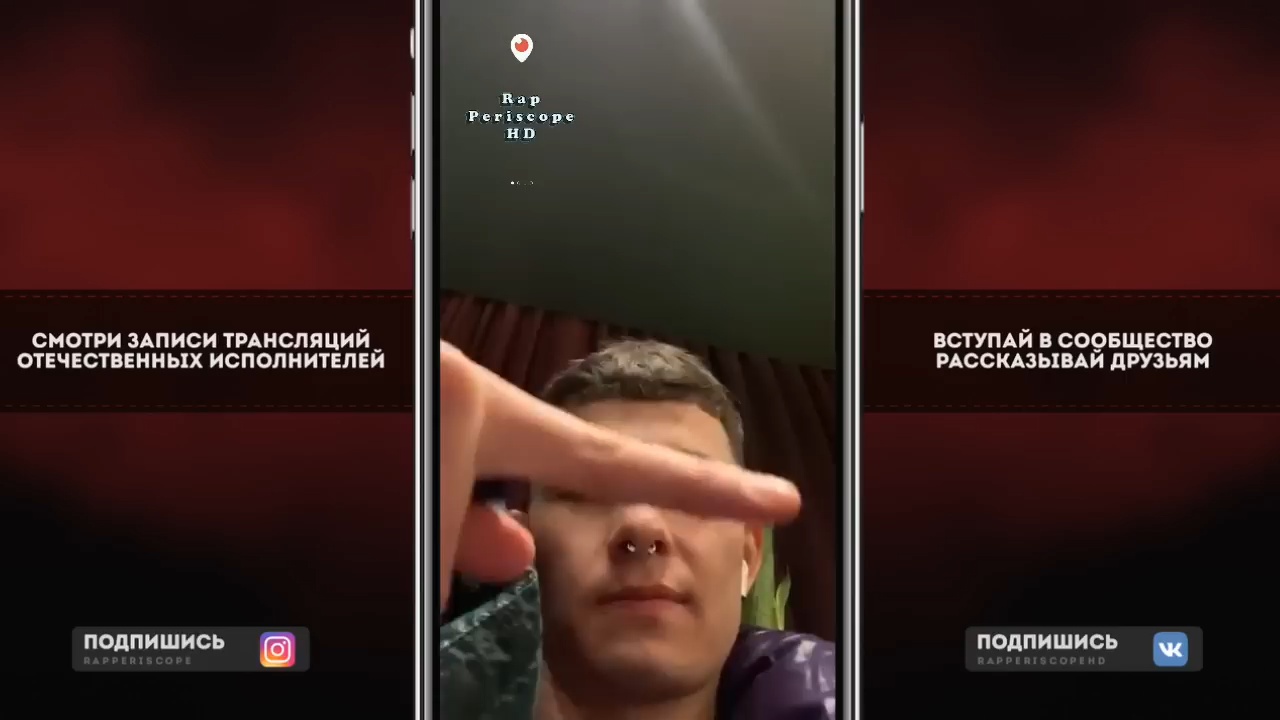 Rap
Periscope
HD
СМОТРИ ЗАПИСИ ТРАНСЛЯЦИЙ
ОТЕЧЕСТВЕННЫХ ИСПОЛНИТЕЛЕЙ
ВСТУПАЙ В СООБЩЕСТВО
РАССКАЗЫВАЙ ДРУЗЬЯМ
ПОДПИШИСЬ
RAPPERISCOPE
ПОДПИШИСЬ
RAPPERISCOPEHD